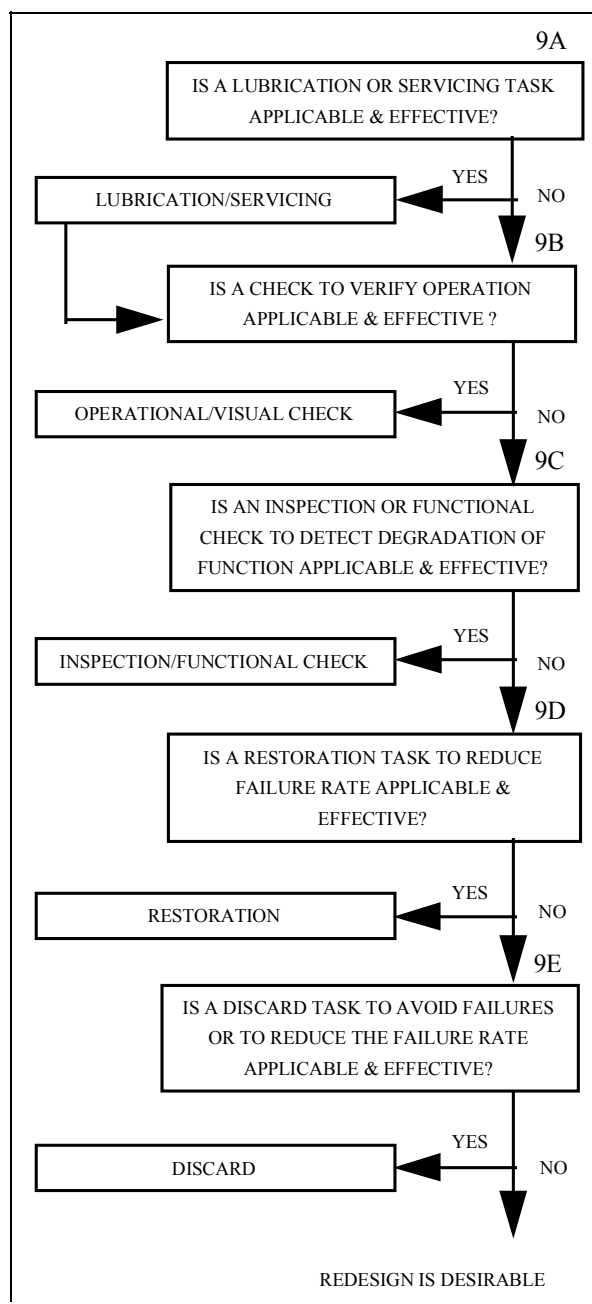 9A
IS A LUBRICATION OR SERVICING TASK
APPLICABLE & EFFECTIVE?
YES
NO
LUBRICATION/SERVICING
9B
IS A CHECK TO VERIFY OPERATION
APPLICABLE & EFFECTIVE ?
YES
NO
OPERATIONAL/VISUAL CHECK
9C
IS AN INSPECTION OR FUNCTIONAL
CHECK TO DETECT DEGRADATION OF
FUNCTION APPLICABLE & EFFECTIVE?
YES
NO
INSPECTION/FUNCTIONAL CHECK
9D
IS A RESTORATION TASK TO REDUCE
FAILURE RATE APPLICABLE &
EFFECTIVE?
YES
NO
RESTORATION
9E
IS A DISCARD TASK TO AVOID FAILURES
OR TO REDUCE THE FAILURE RATE
APPLICABLE & EFFECTIVE?
YES
NO
DISCARD
REDESIGN IS DESIRABLE